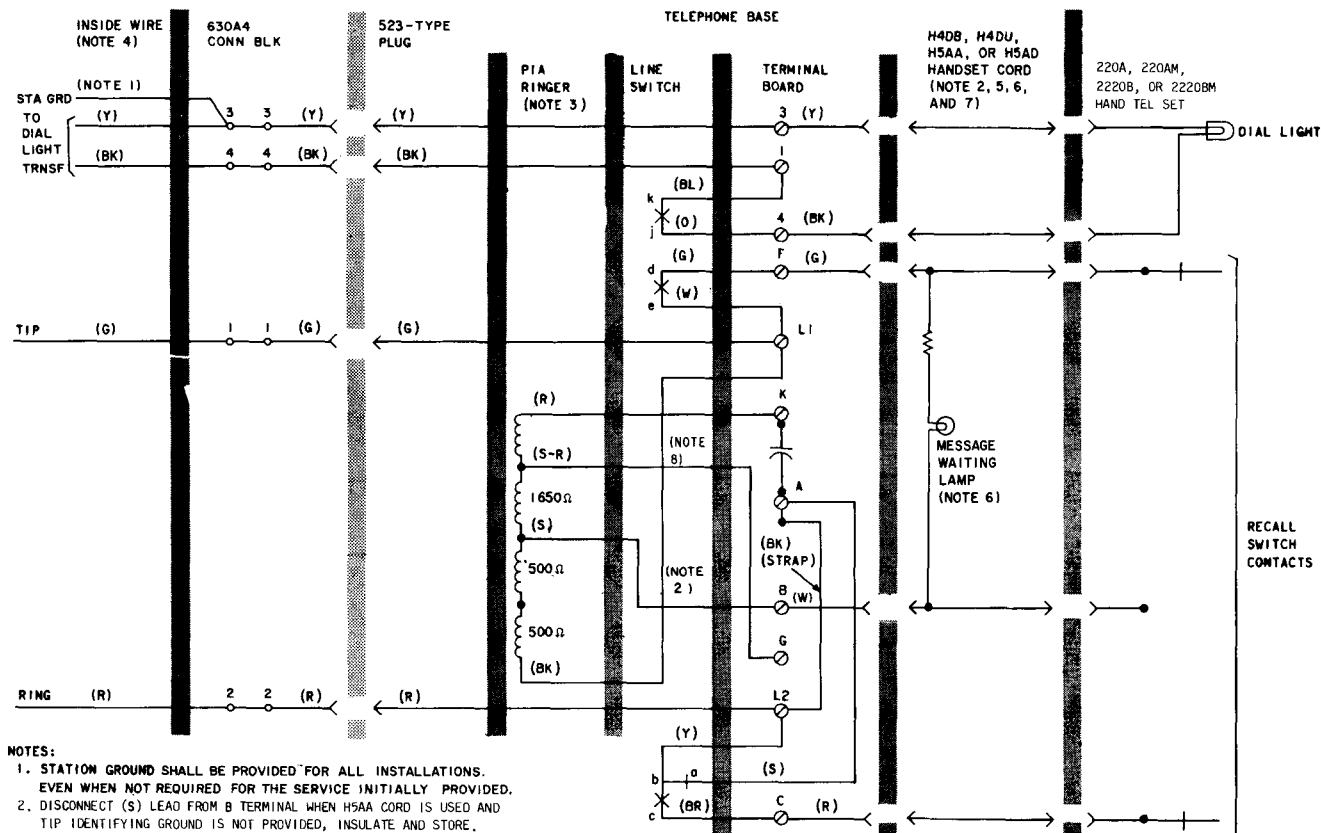 TELEPHONE BASE
INSIDE WIRE
(NOTE 4)
630A4
CONN BLK
523-TYPE
PLUG
P1A
RINGER
(NOTE 3)
LINE
SWITCH
TERMINAL
BOARD
H4DB, H4DU,
H5AA, OR H5AD
HANDSET CORD
(NOTE 2, 5, 6,
AND 7)
220A, 220AM,
2220B, OR 2220BM
HAND TEL SET
(NOTE 1)
STA GRD
TO
DIAL
LIGHT
TRNSF
(Y) 3 3 (Y) (Y) 3 (Y)
DIAL LIGHT
(BK) 4 4 (BK) (BK) 1
(BL)
k
j (O) 4 (BK)
F
d (G) (G)
e (W)
TIP (G) 1 1 (G) (G) L1
(R) K
(S-R) (NOTE
8)
1650Ω
A
(S)
500Ω
(NOTE
2)
(BK)
(STRAP)
B (W)
500Ω
G
(BK)
MESSAGE
WAITING
LAMP
(NOTE 6)
RECALL
SWITCH
CONTACTS
RING (R) 2 2 (R) (R) L2
(Y)
b a (S)
c (BR) C (R)
NOTES:
1. STATION GROUND SHALL BE PROVIDED FOR ALL INSTALLATIONS.
EVEN WHEN NOT REQUIRED FOR THE SERVICE INITIALLY PROVIDED.
2. DISCONNECT (S) LEAD FROM B TERMINAL WHEN H5AA CORD IS USED AND
TIP IDENTIFYING GROUND IS NOT PROVIDED, INSULATE AND STORE.